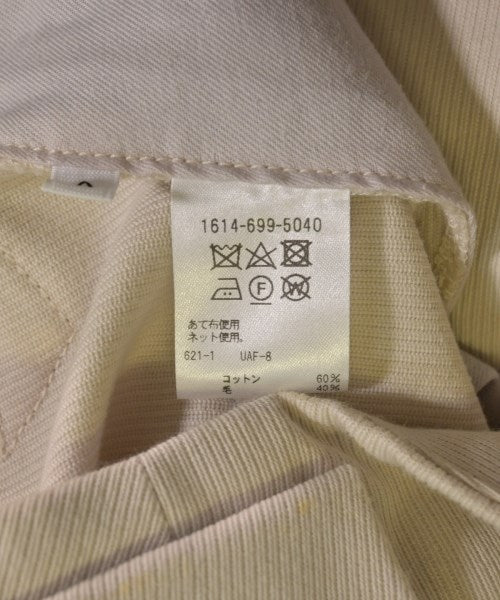 1614-699-5040
F W
あて布使用
ネット使用。
621-1 UAF-8
コットン 60%
毛 40%